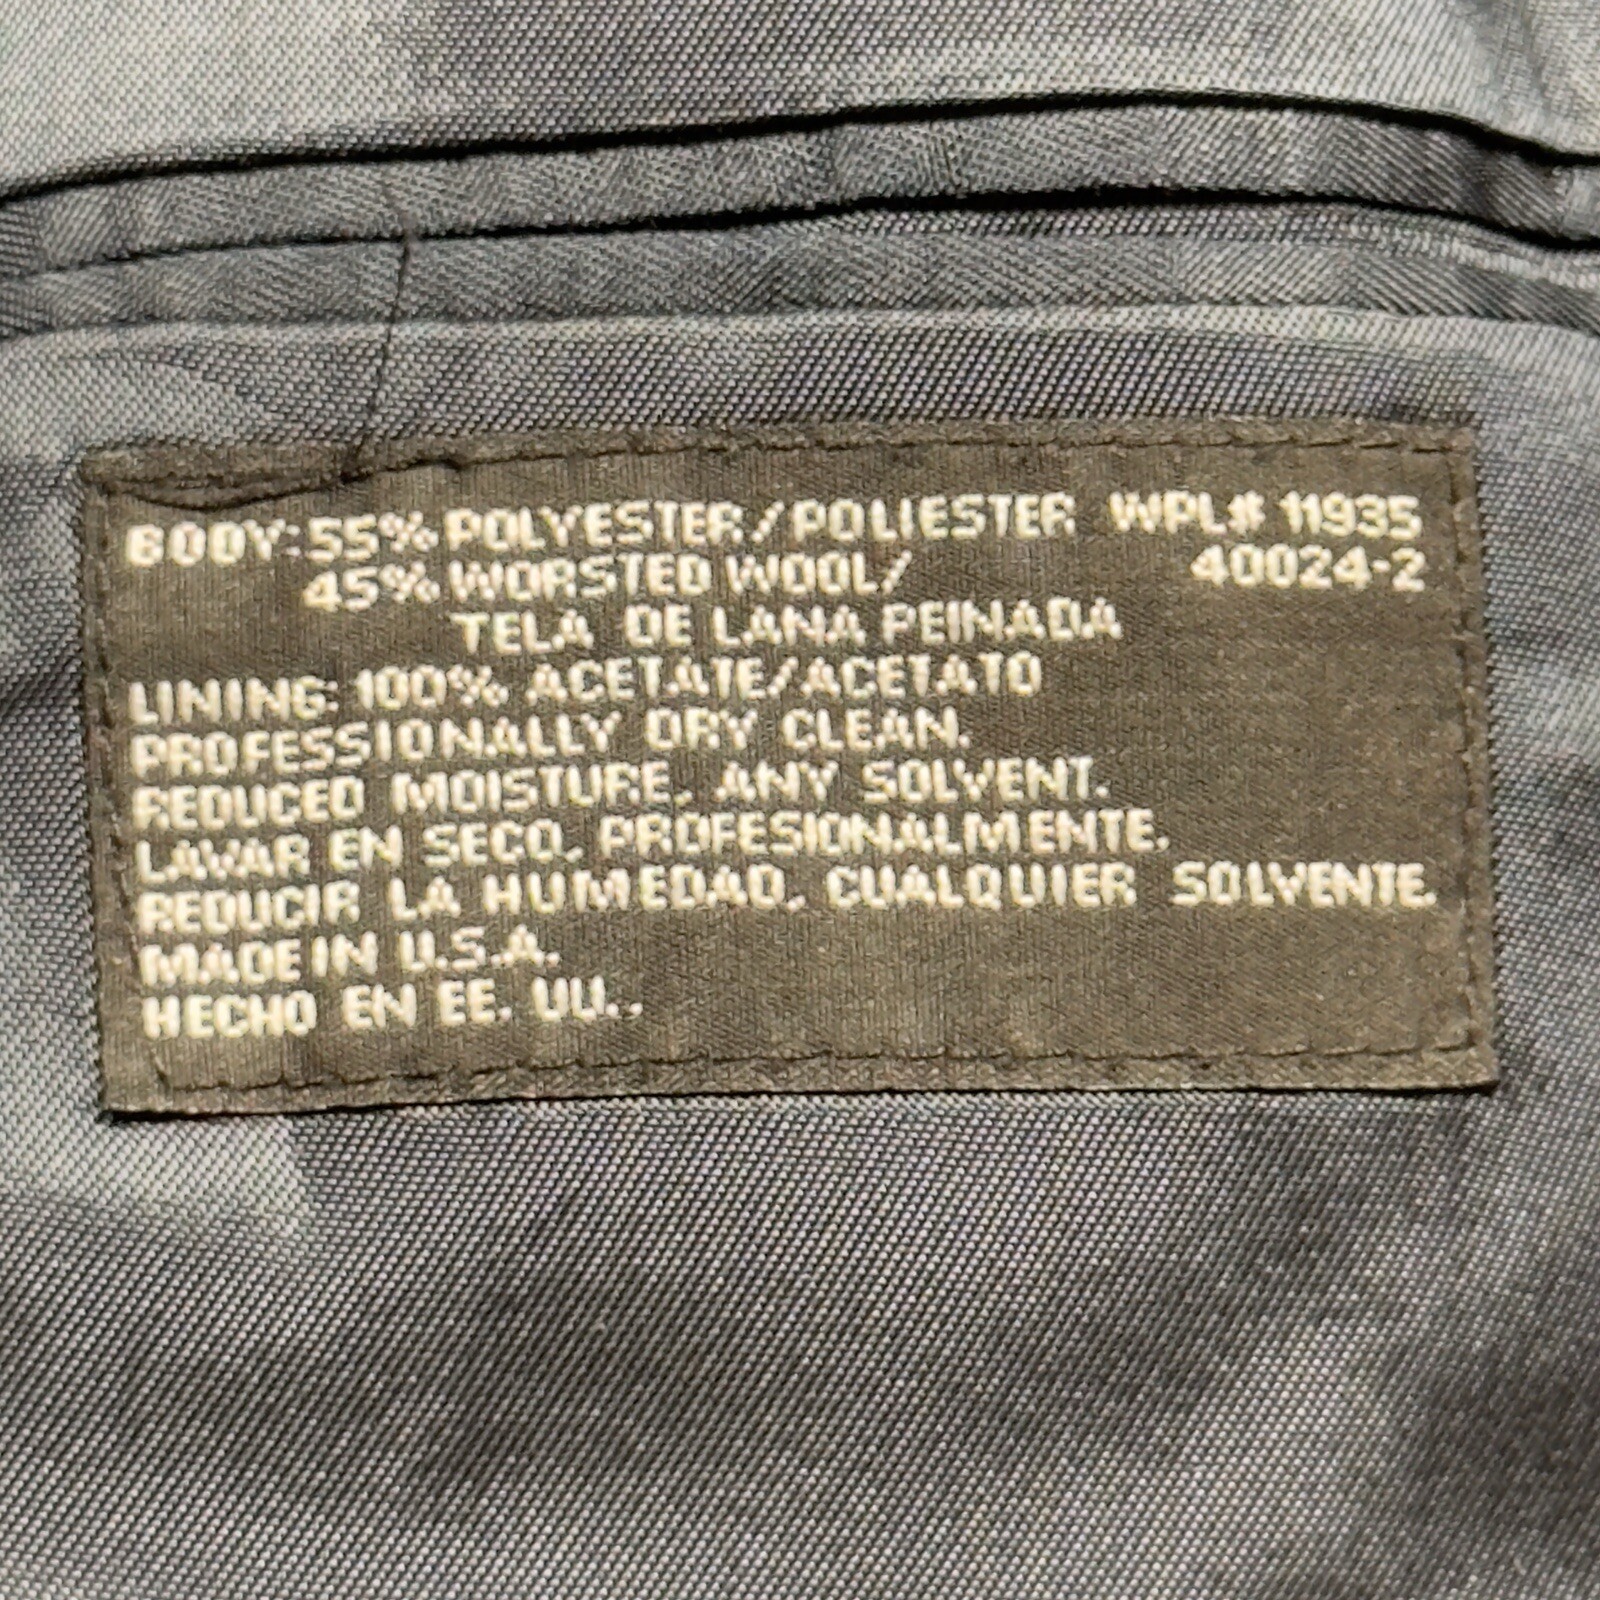 BODY: 55% POLYESTER/POLIESTER WPL# 11935
45% WORSTED WOOL/ 40024-2
TELA DE LANA PEINADA
LINING: 100% ACETATE/ACETATO
PROFESSIONALLY DRY CLEAN.
REDUCED MOISTURE. ANY SOLVENT.
LAVAR EN SECO. PROFESIONALMENTE.
REDUCIR LA HUMEDAD. CUALQUIER SOLVENTE.
MADE IN U.S.A.
HECHO EN EE. UU..